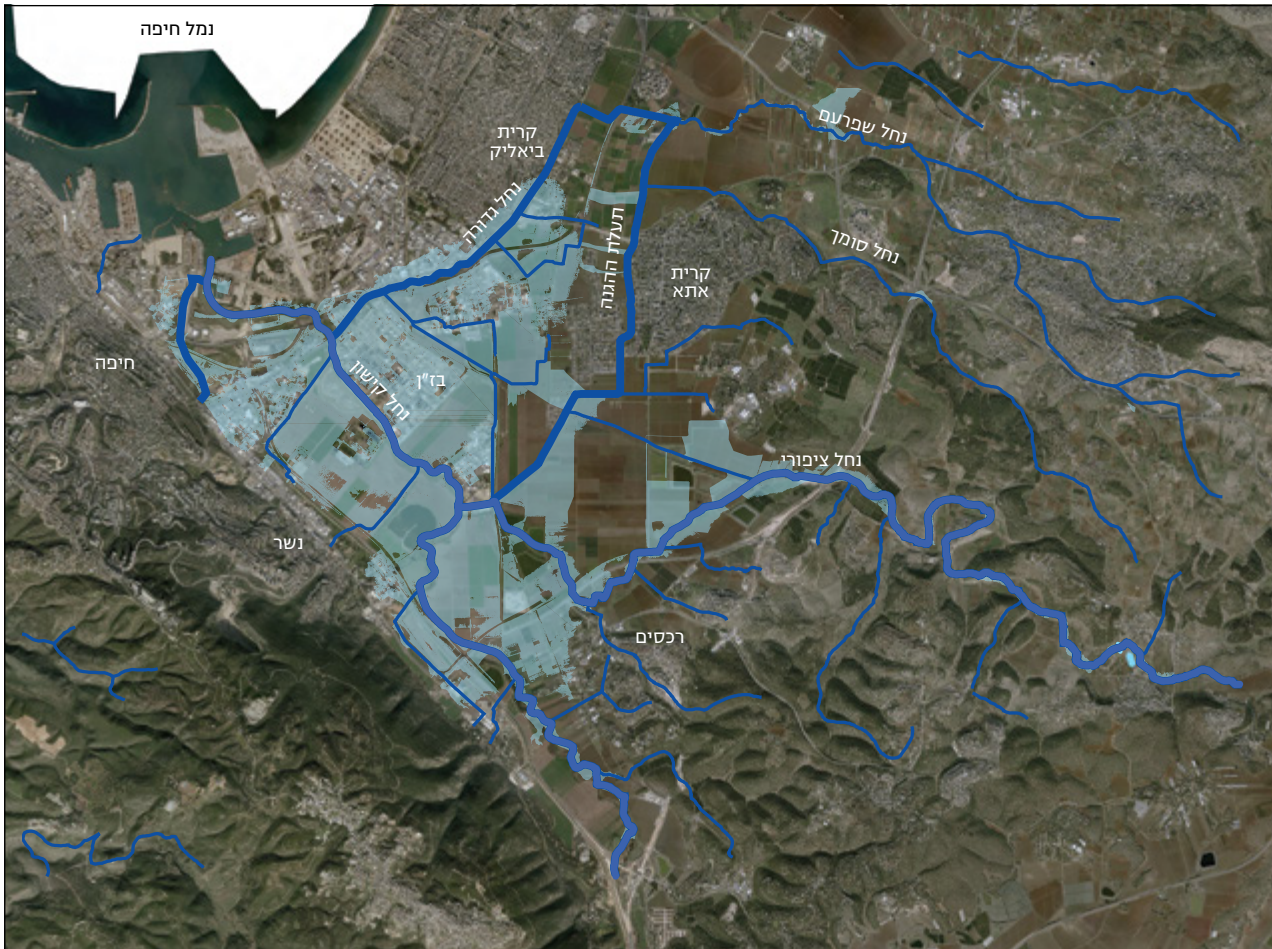 נמל חיפה
קרית
ביאליק
נחל שפרעם
נחל גדורה
תעלת ההגנה
נחל סומך
קרית
אתא
חיפה
בז"ן
נחל קישון
נחל ציפורי
נשר
רכסים